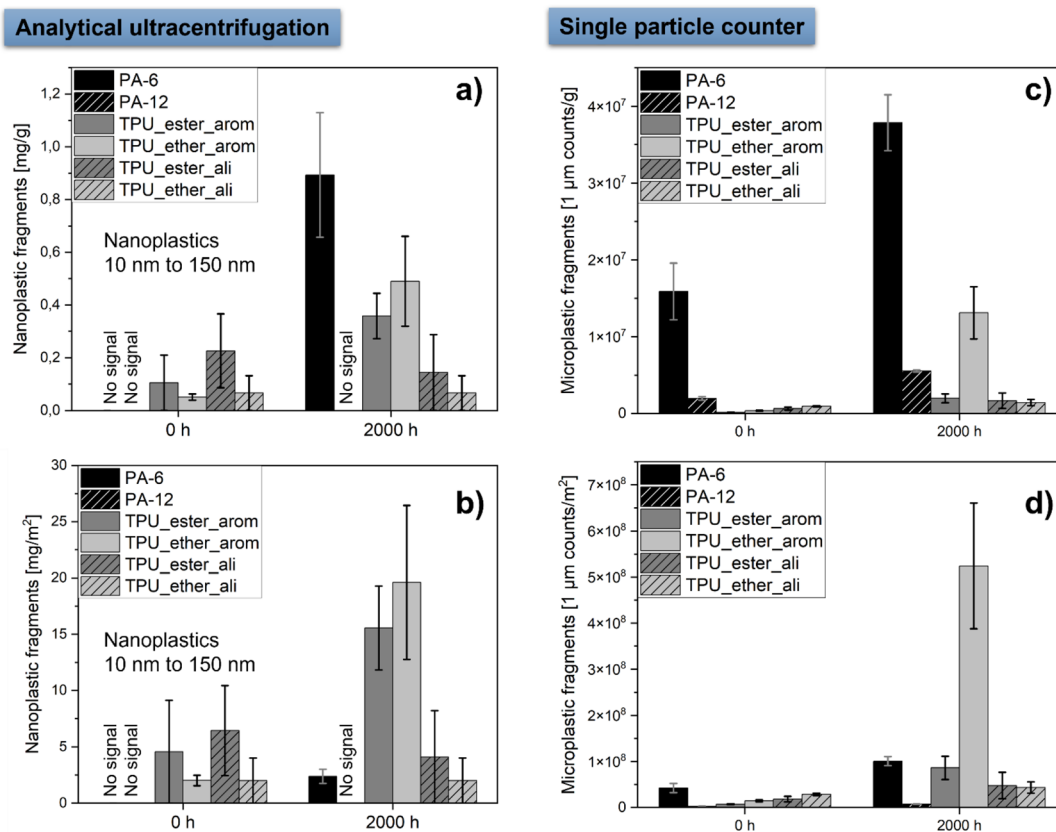 Analytical ultracentrifugation
Single particle counter
a)
PA-6
PA-12
TPU_ester_arom
TPU_ether_arom
TPU_ester_ali
TPU_ether_ali
Nanoplastics
10 nm to 150 nm
No signal
No signal
No signal
Nanoplastic fragments [mg/g]
1,2
1,0
0,8
0,6
0,4
0,2
0,0
0 h
2000 h
c)
PA-6
PA-12
TPU_ester_arom
TPU_ether_arom
TPU_ester_ali
TPU_ether_ali
Microplastic fragments [1 µm counts/g]
4×10⁷
3×10⁷
2×10⁷
1×10⁷
0
0 h
2000 h
b)
PA-6
PA-12
TPU_ester_arom
TPU_ether_arom
TPU_ester_ali
TPU_ether_ali
Nanoplastics
10 nm to 150 nm
No signal
No signal
No signal
Nanoplastic fragments [mg/m²]
30
25
20
15
10
5
0
0 h
2000 h
d)
PA-6
PA-12
TPU_ester_arom
TPU_ether_arom
TPU_ester_ali
TPU_ether_ali
Microplastic fragments [1 µm counts/m²]
7×10⁸
6×10⁸
5×10⁸
4×10⁸
3×10⁸
2×10⁸
1×10⁸
0
0 h
2000 h